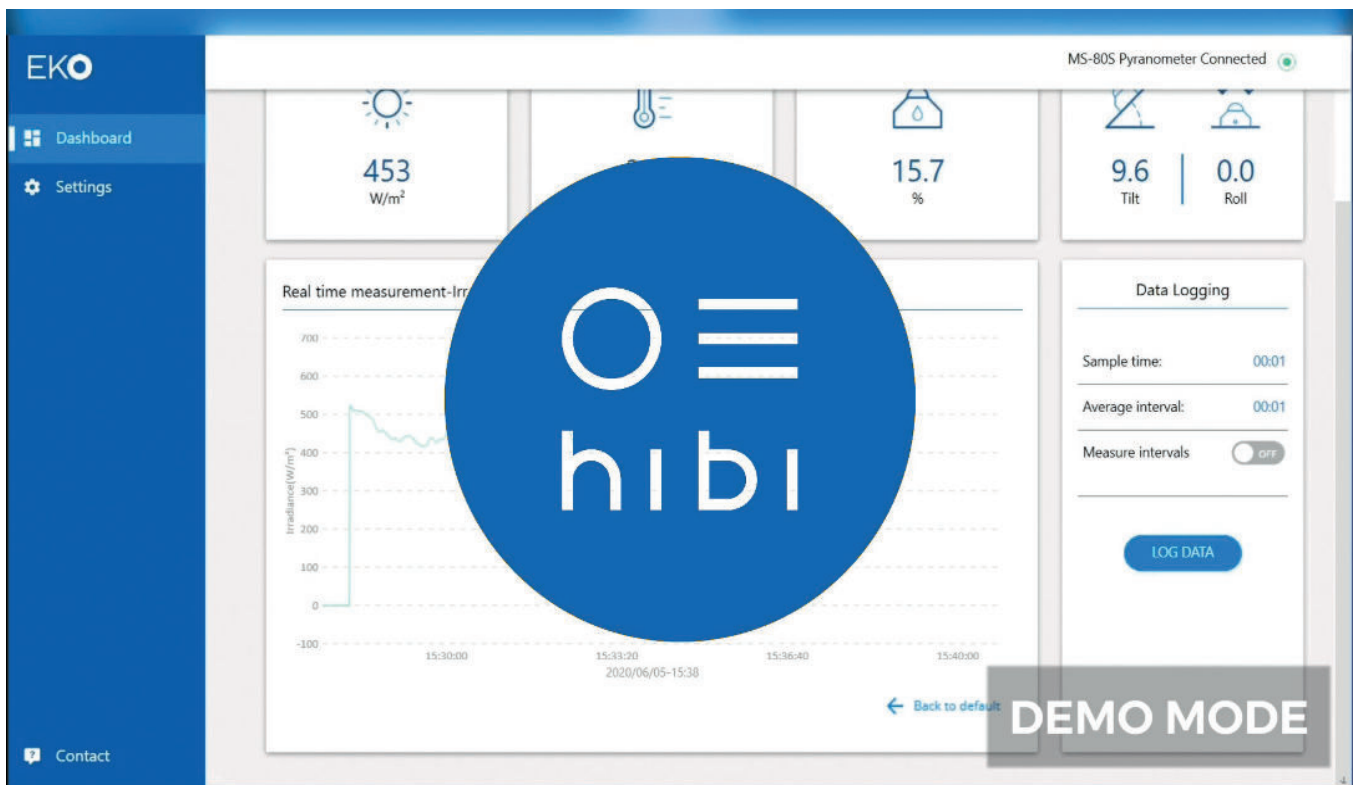 EKO
MS-80S Pyranometer Connected
Dashboard
Settings
453
W/m²
15.7
%
9.6
Tilt
0.0
Roll
Real time measurement-Irr
700
600
500
400
300
200
100
0
-100
Irradiance(W/m²)
15:30:00
15:33:20
15:36:40
15:40:00
2020/06/05-15:38
Back to default
hibi
Data Logging
Sample time: 00:01
Average interval: 00:01
Measure intervals OFF
LOG DATA
DEMO MODE
Contact